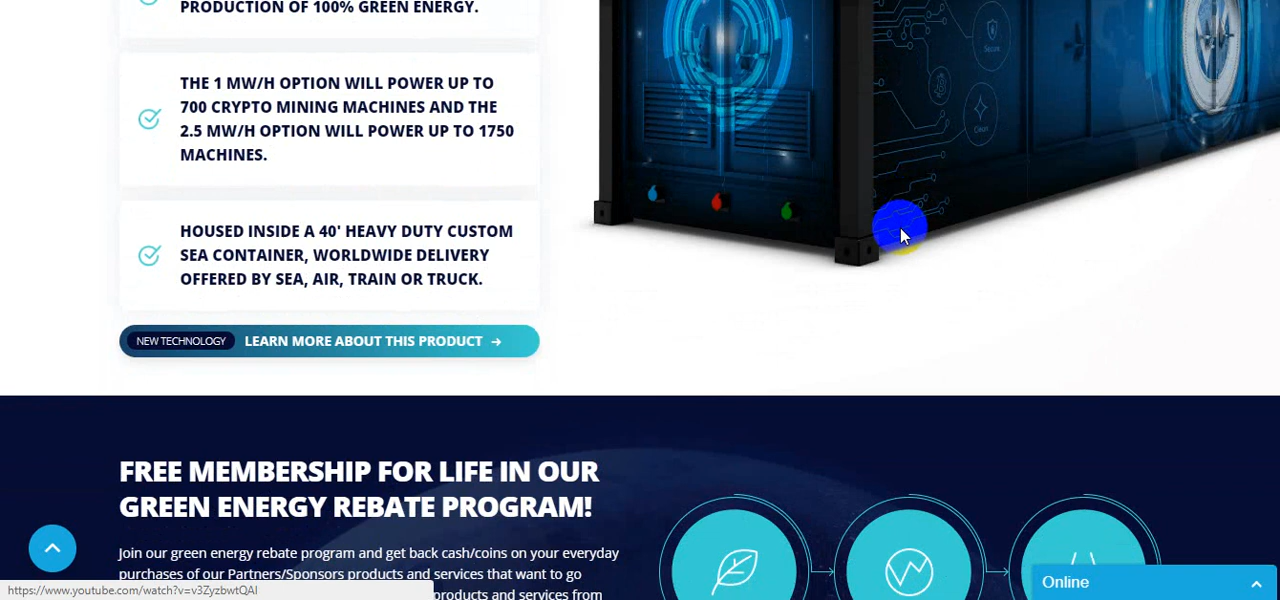 PRODUCTION OF 100% GREEN ENERGY.
THE 1 MW/H OPTION WILL POWER UP TO
700 CRYPTO MINING MACHINES AND THE
2.5 MW/H OPTION WILL POWER UP TO 1750
MACHINES.
HOUSED INSIDE A 40' HEAVY DUTY CUSTOM
SEA CONTAINER, WORLDWIDE DELIVERY
OFFERED BY SEA, AIR, TRAIN OR TRUCK.
NEW TECHNOLOGY LEARN MORE ABOUT THIS PRODUCT →
Secure
Clean
FREE MEMBERSHIP FOR LIFE IN OUR
GREEN ENERGY REBATE PROGRAM!
Join our green energy rebate program and get back cash/coins on your everyday
purchases of our Partners/Sponsors products and services that want to go
products and services from
https://www.youtube.com/watch?v=v3ZyzbwtQAI
Online